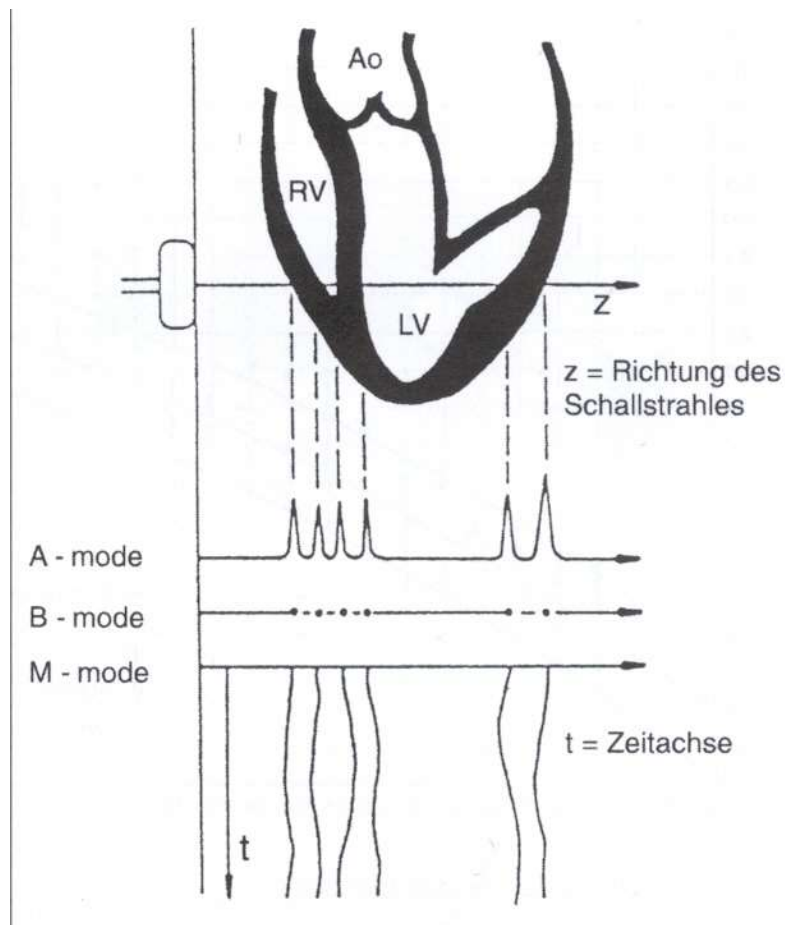 Ao
RV
LV
z
z = Richtung des
Schallstrahles
A - mode
B - mode
M - mode
t = Zeitachse
t